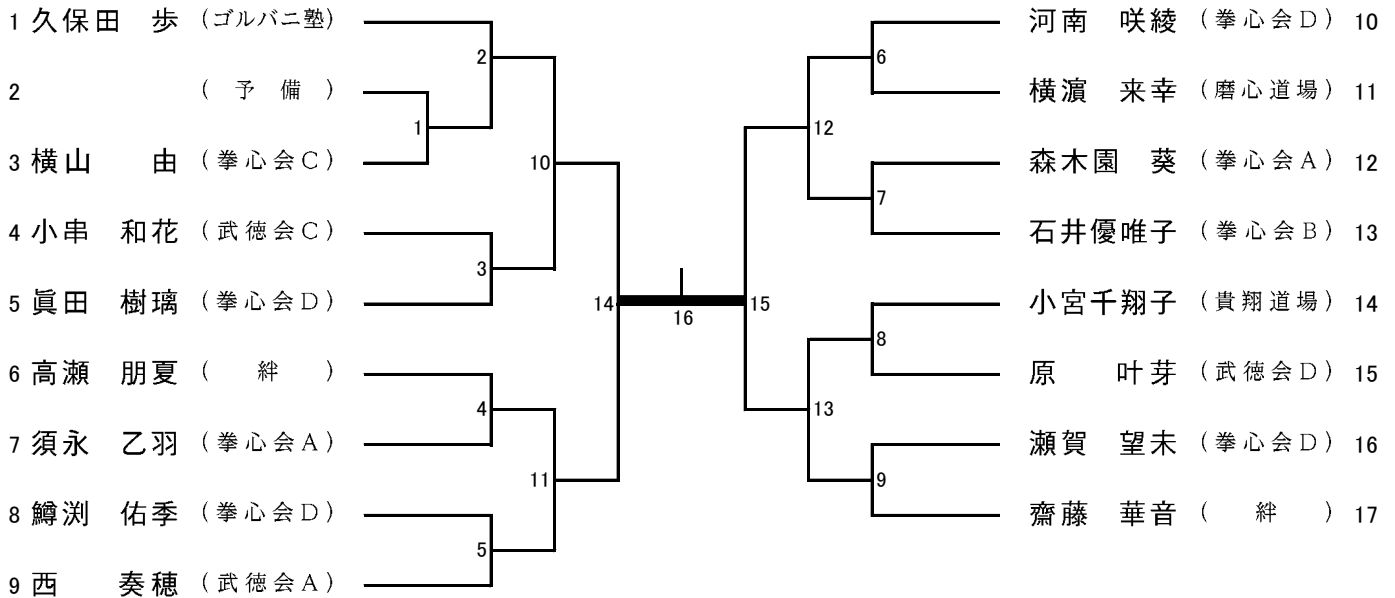 1 久保田 歩 (ゴルバニ塾)
2 (予備)
3 横山 由 (拳心会C)
4 小串 和花 (武徳会C)
5 眞田 樹璃 (拳心会D)
6 高瀬 朋夏 (絆)
7 須永 乙羽 (拳心会A)
8 鱒渕 佑季 (拳心会D)
9 西 奏穂 (武徳会A)
2
1
10
3
14
4
11
5
16
15
6
12
7
8
13
9
河南 咲綾 (拳心会D) 10
横濵 来幸 (磨心道場) 11
森木園 葵 (拳心会A) 12
石井優唯子 (拳心会B) 13
小宮千翔子 (貴翔道場) 14
原 叶芽 (武徳会D) 15
瀬賀 望未 (拳心会D) 16
齋藤 華音 (絆) 17